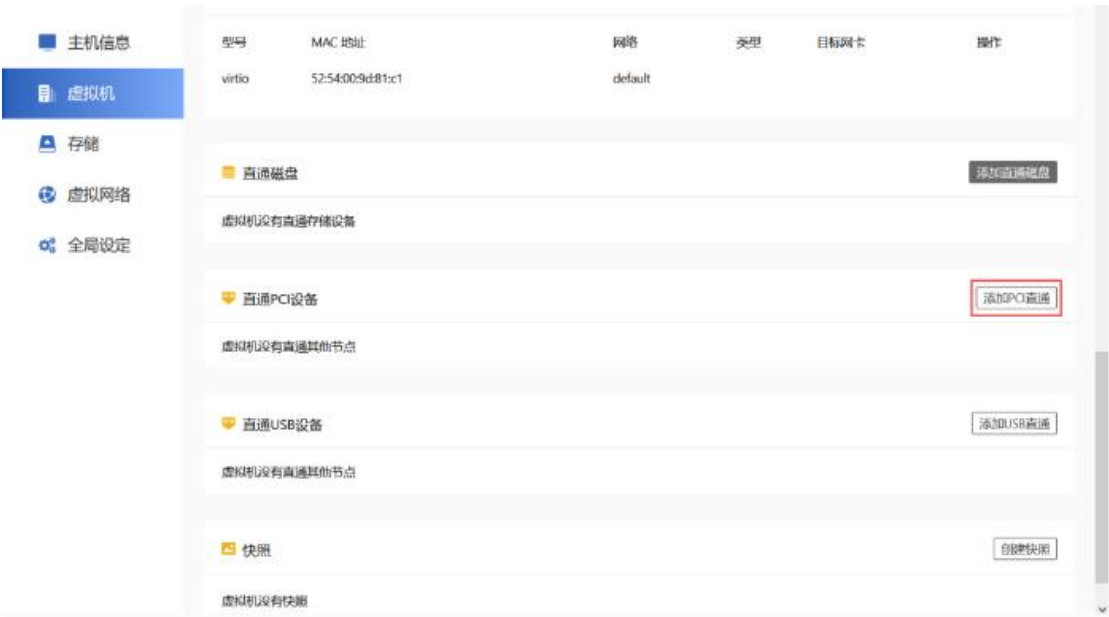 主机信息
虚拟机
存储
虚拟网络
全局设定
型号 MAC 地址 网络 类型 目标网卡 操作
virtio 52:54:00:9d:81:c1 default
直通磁盘 添加直通磁盘
虚拟机没有直通存储设备
直通PCI设备 添加PCI直通
虚拟机没有直通其他节点
直通USB设备 添加USB直通
虚拟机没有直通其他节点
快照 创建快照
虚拟机没有快照